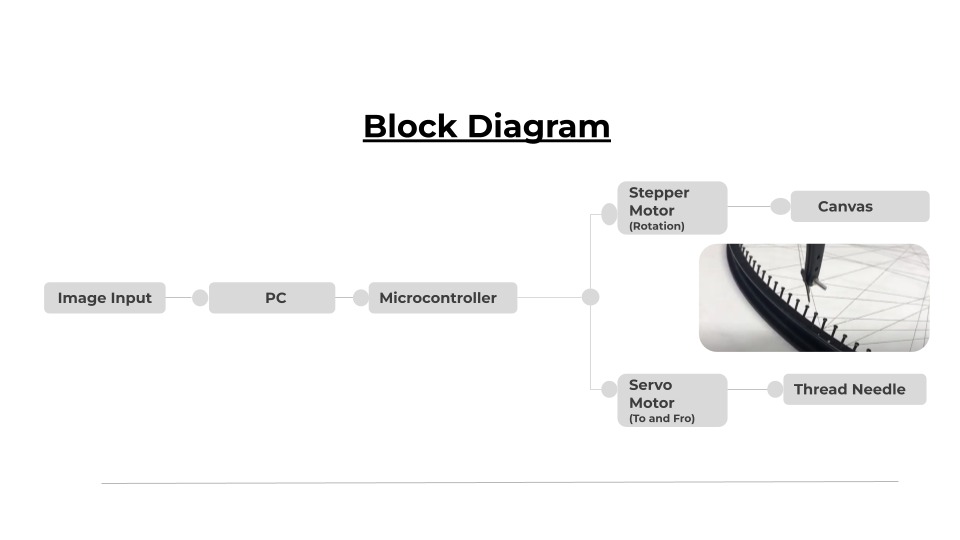 Block Diagram
Stepper
Motor
(Rotation)
Canvas
Image Input
PC
Microcontroller
Servo
Motor
(To and Fro)
Thread Needle